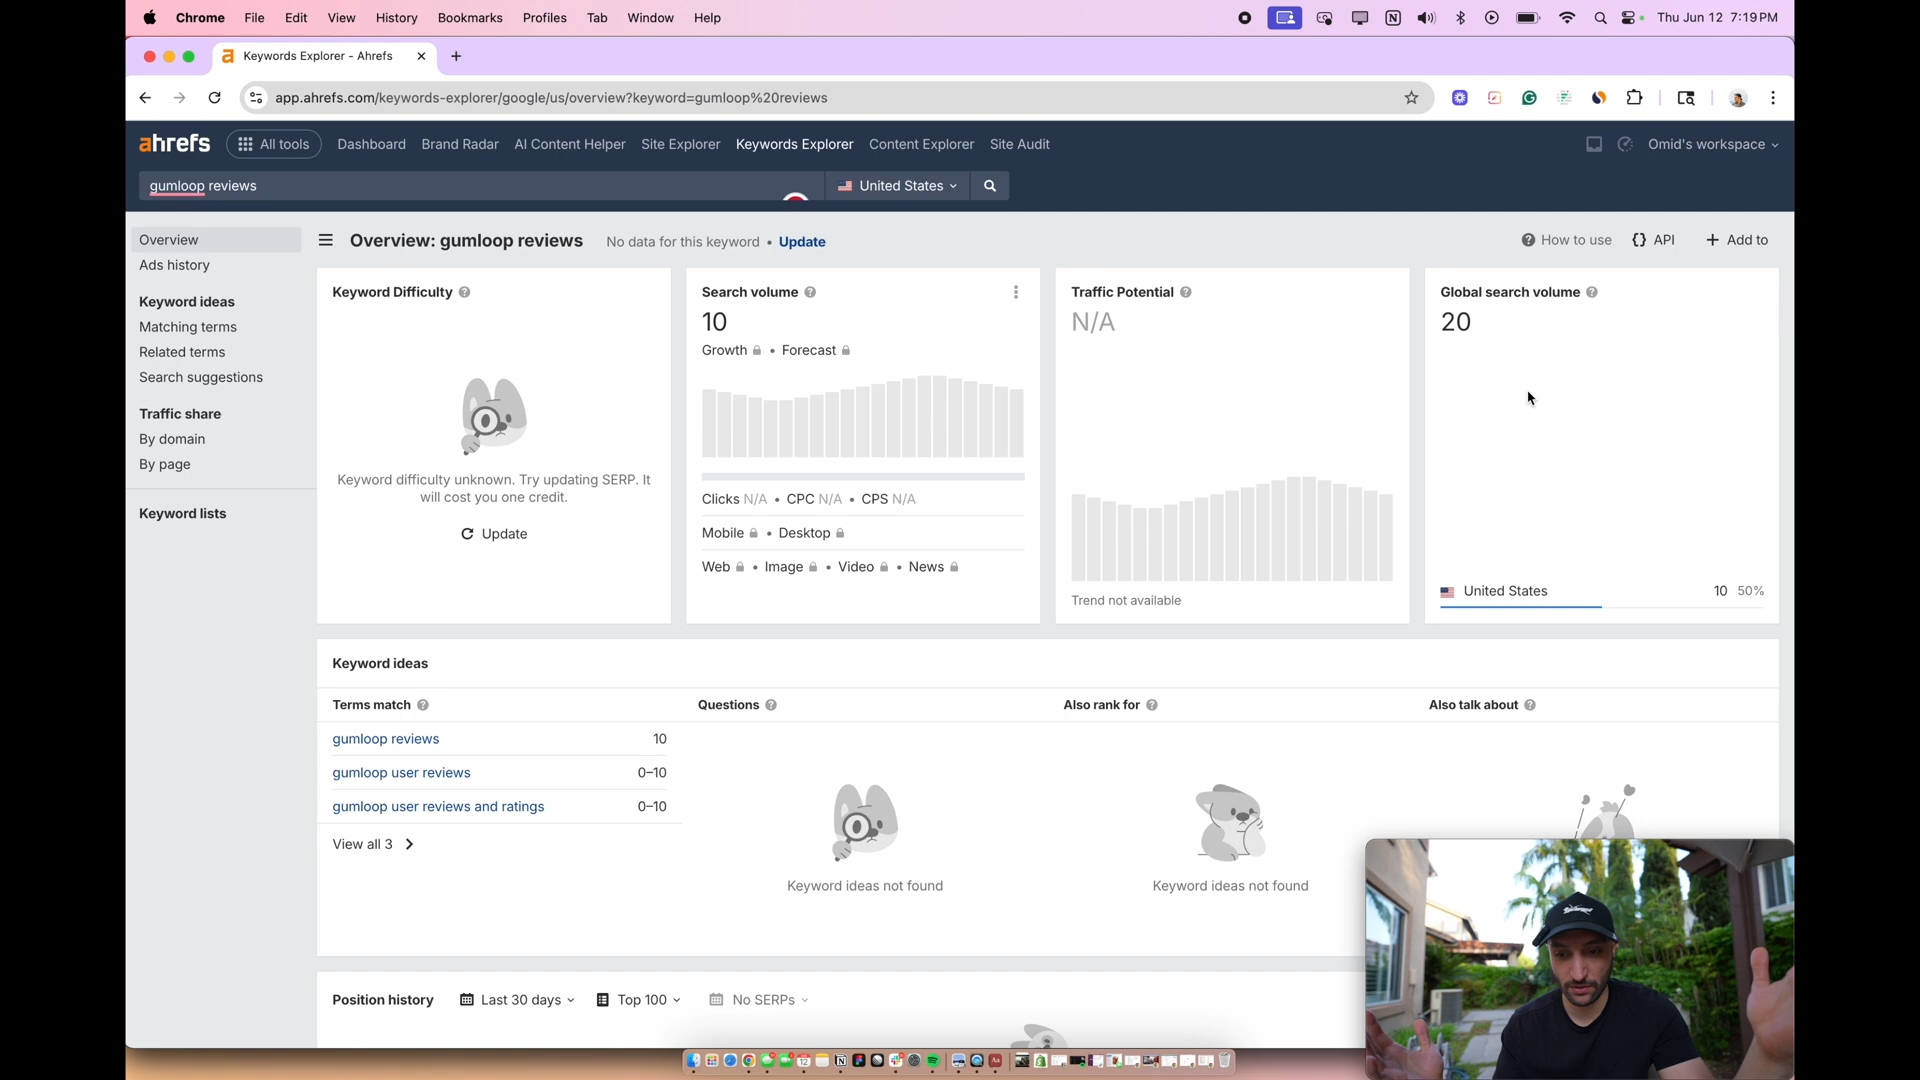 Chrome File Edit View History Bookmarks Profiles Tab Window Help Thu Jun 12 7:19 PM
Keywords Explorer - Ahrefs
app.ahrefs.com/keywords-explorer/google/us/overview?keyword=gumloop%20reviews
ahrefs All tools Dashboard Brand Radar AI Content Helper Site Explorer Keywords Explorer Content Explorer Site Audit Omid's workspace
gumloop reviews United States
Overview
Ads history
Keyword ideas
Matching terms
Related terms
Search suggestions
Traffic share
By domain
By page
Keyword lists
Overview: gumloop reviews No data for this keyword • Update How to use {} API + Add to
Keyword Difficulty
Keyword difficulty unknown. Try updating SERP. It
will cost you one credit.
Update
Search volume
10
Growth • Forecast
Clicks N/A • CPC N/A • CPS N/A
Mobile • Desktop
Web • Image • Video • News
Traffic Potential
N/A
Trend not available
Global search volume
20
United States 10 50%
Keyword ideas
Terms match
gumloop reviews 10
gumloop user reviews 0–10
gumloop user reviews and ratings 0–10
View all 3
Questions
Keyword ideas not found
Also rank for
Keyword ideas not found
Also talk about
Position history Last 30 days Top 100 No SERPs